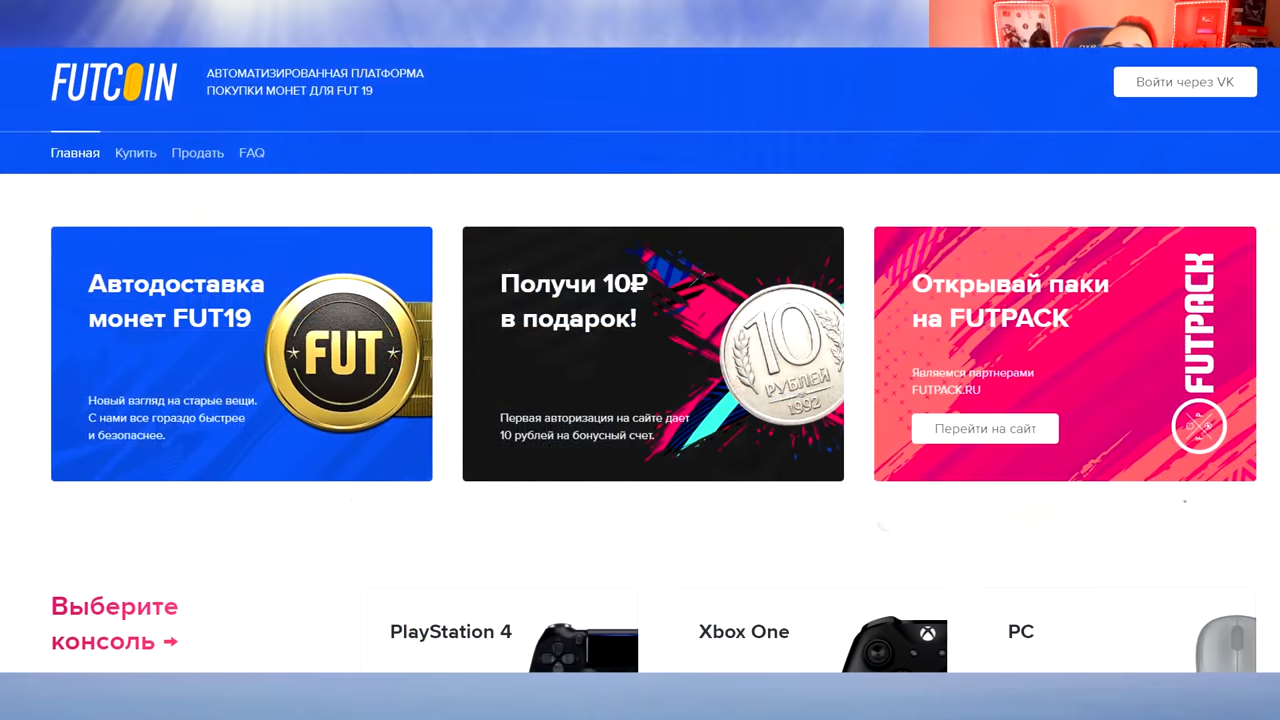 FUTCOIN
АВТОМАТИЗИРОВАННАЯ ПЛАТФОРМА
ПОКУПКИ МОНЕТ ДЛЯ FUT 19
Войти через VK
Главная
Купить
Продать
FAQ
Автодоставка
монет FUT19
Новый взгляд на старые вещи.
С нами все гораздо быстрее
и безопаснее.
FUT
Получи 10₽
в подарок!
Первая авторизация на сайте дает
10 рублей на бонусный счет.
10
РУБЛЕЙ
1992
Открывай паки
на FUTPACK
Являемся партнерами
FUTPACK.RU
Перейти на сайт
FUTPACK
Выберите
консоль →
PlayStation 4
Xbox One
PC